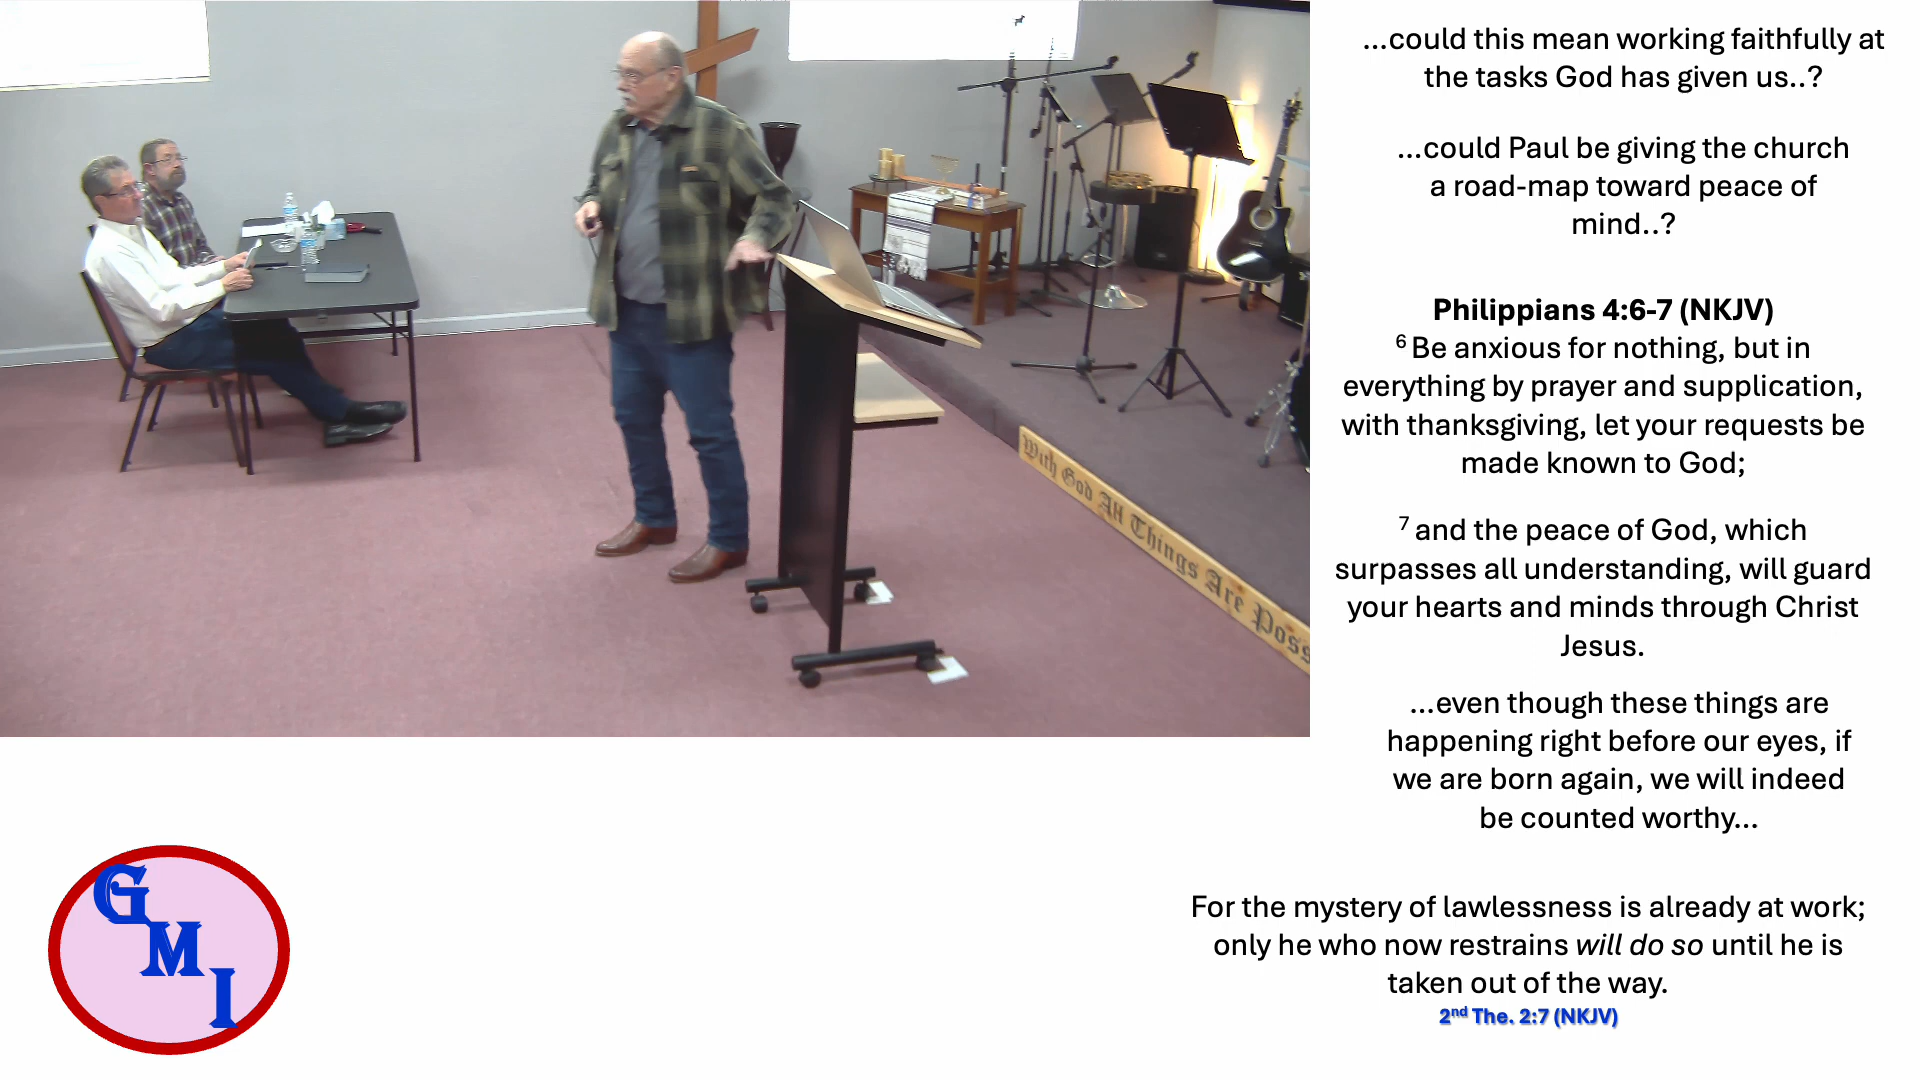 ...could this mean working faithfully at
the tasks God has given us..?
...could Paul be giving the church
a road-map toward peace of
mind..?
Philippians 4:6-7 (NKJV)
6 Be anxious for nothing, but in
everything by prayer and supplication,
with thanksgiving, let your requests be
made known to God;
7 and the peace of God, which
surpasses all understanding, will guard
your hearts and minds through Christ
Jesus.
...even though these things are
happening right before our eyes, if
we are born again, we will indeed
be counted worthy...
For the mystery of lawlessness is already at work;
only he who now restrains will do so until he is
taken out of the way.
2nd The. 2:7 (NKJV)
With God All Things Are Poss
GMI